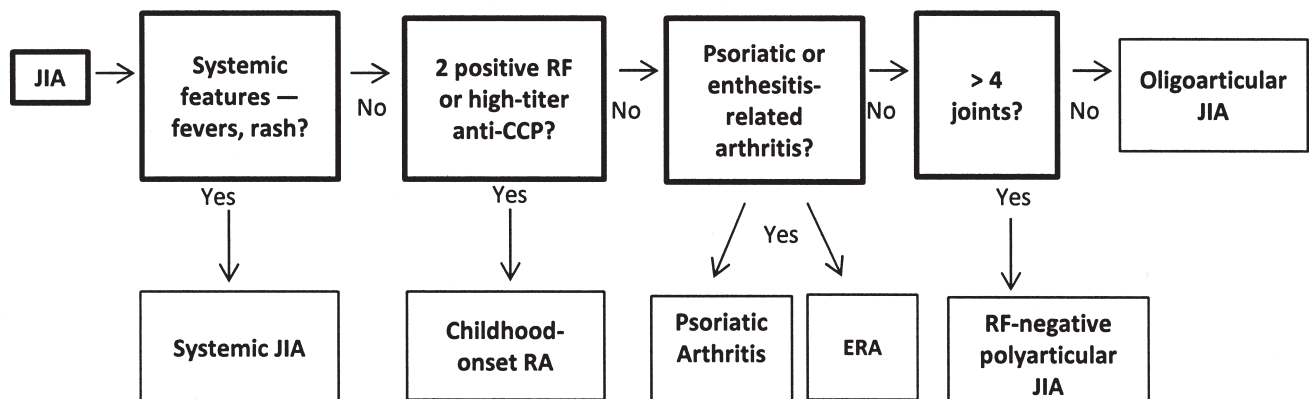 JIA
Systemic
features —
fevers, rash?
No
2 positive RF
or high-titer
anti-CCP?
No
Psoriatic or
enthesitis-
related
arthritis?
No
> 4
joints?
No
Oligoarticular
JIA
Yes
Yes
Yes
Yes
Systemic JIA
Childhood-
onset RA
Psoriatic
Arthritis
ERA
RF-negative
polyarticular
JIA